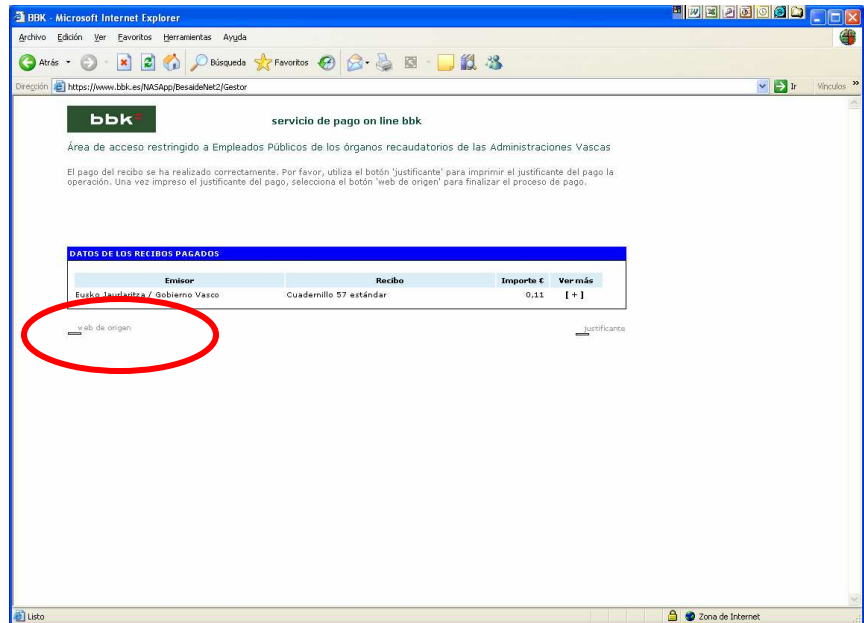 BBK - Microsoft Internet Explorer
Archivo Edición Ver Favoritos Herramientas Ayuda
Atrás Búsqueda Favoritos
Dirección https://www.bbk.es/NASApp/BesaideNet2/Gestor Ir Vínculos »
bbk= servicio de pago on line bbk
Área de acceso restringido a Empleados Públicos de los órganos recaudatorios de las Administraciones Vascas
El pago del recibo se ha realizado correctamente. Por favor, utiliza el botón 'justificante' para imprimir el justificante del pago la
operación. Una vez impreso el justificante del pago, selecciona el botón 'web de origen' para finalizar el proceso de pago.
DATOS DE LOS RECIBOS PAGADOS
Emisor Recibo Importe € Ver más
Eusko Jaurlaritza / Gobierno Vasco Cuadernillo 57 estándar 0,11 [ + ]
web de origen justificante
Listo Zona de Internet